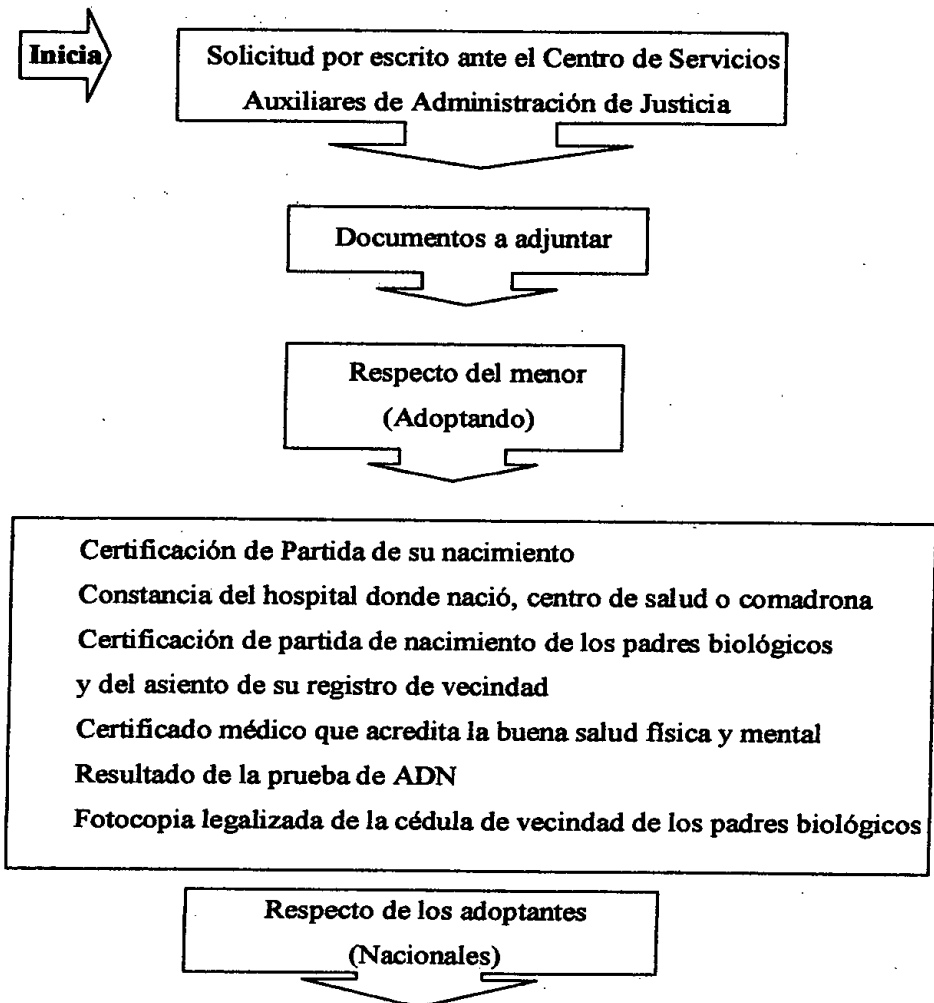 Inicia
Solicitud por escrito ante el Centro de Servicios
Auxiliares de Administración de Justicia
Documentos a adjuntar
Respecto del menor
(Adoptando)
Certificación de Partida de su nacimiento
Constancia del hospital donde nació, centro de salud o comadrona
Certificación de partida de nacimiento de los padres biológicos
y del asiento de su registro de vecindad
Certificado médico que acredita la buena salud física y mental
Resultado de la prueba de ADN
Fotocopia legalizada de la cédula de vecindad de los padres biológicos
Respecto de los adoptantes
(Nacionales)